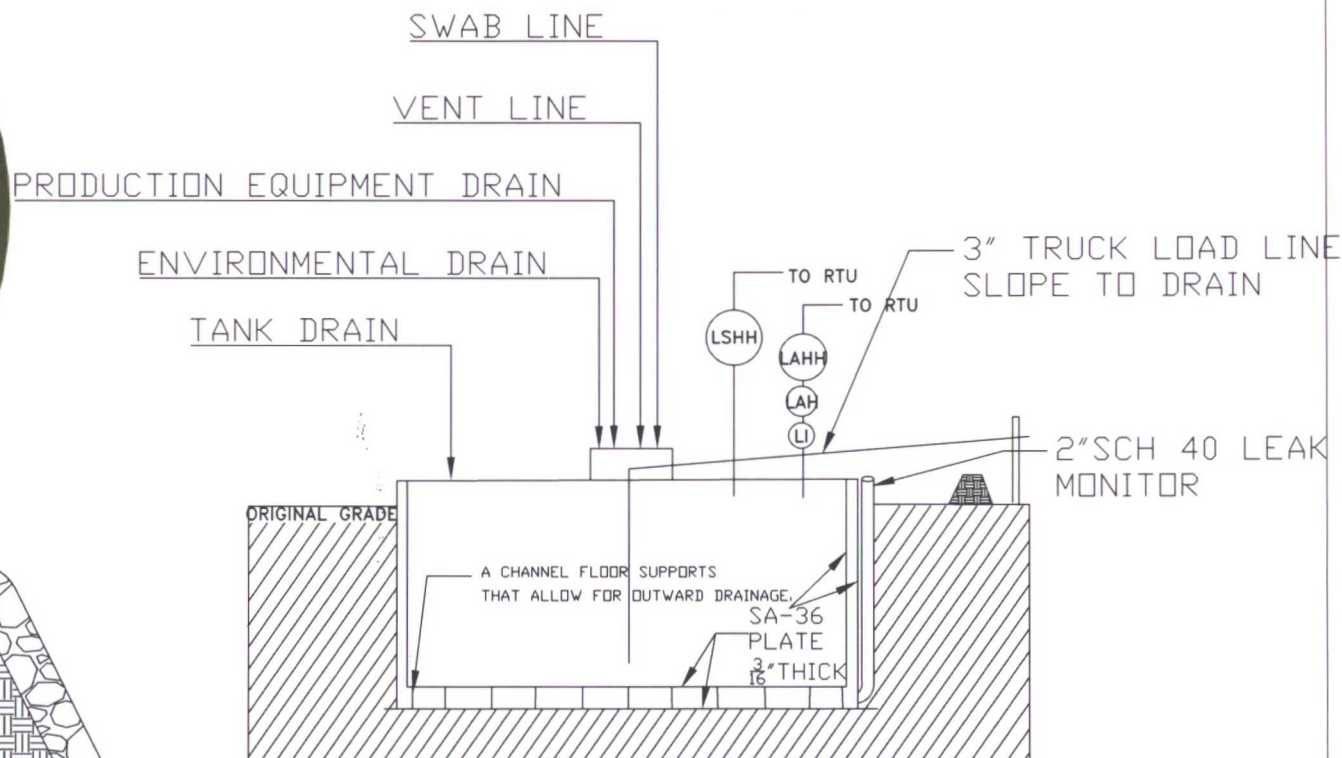 SWAB LINE
VENT LINE
PRODUCTION EQUIPMENT DRAIN
ENVIRONMENTAL DRAIN
TANK DRAIN
TO RTU
TO RTU
3" TRUCK LOAD LINE
SLOPE TO DRAIN
LSHH
LAHH
LAH
LI
2"SCH 40 LEAK
MONITOR
ORIGINAL GRADE
A CHANNEL FLOOR SUPPORTS
THAT ALLOW FOR OUTWARD DRAINAGE.
SA-36
PLATE
3/16"THICK